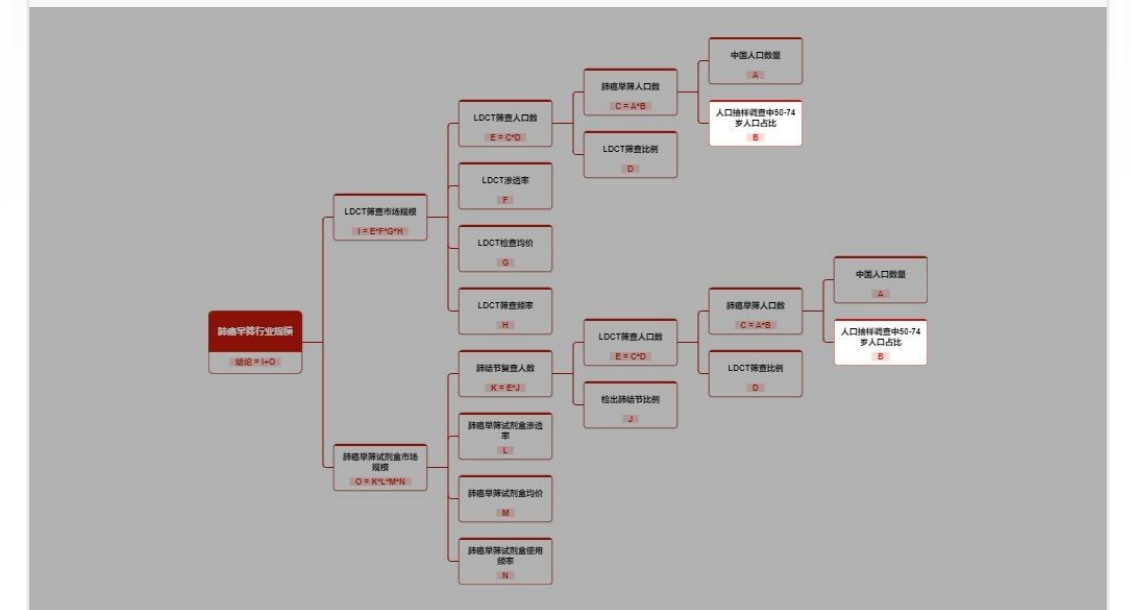 中国人口数量
A
肺癌早筛人口数
C = A*B
人口抽样调查中50-74
岁人口占比
B
LDCT筛查人口数
E = C*D
LDCT筛查比例
D
LDCT渗透率
F
LDCT筛查市场规模
I = E*F*G*H
LDCT检查均价
G
LDCT筛查频率
H
肺癌早筛行业规模
结论 = I+O
中国人口数量
A
肺癌早筛人口数
C = A*B
人口抽样调查中50-74
岁人口占比
B
LDCT筛查人口数
E = C*D
LDCT筛查比例
D
肺结节复查人数
K = E*J
检出肺结节比例
J
肺癌早筛试剂盒渗透
率
L
肺癌早筛试剂盒市场
规模
O = K*L*M*N
肺癌早筛试剂盒均价
M
肺癌早筛试剂盒使用
频率
N